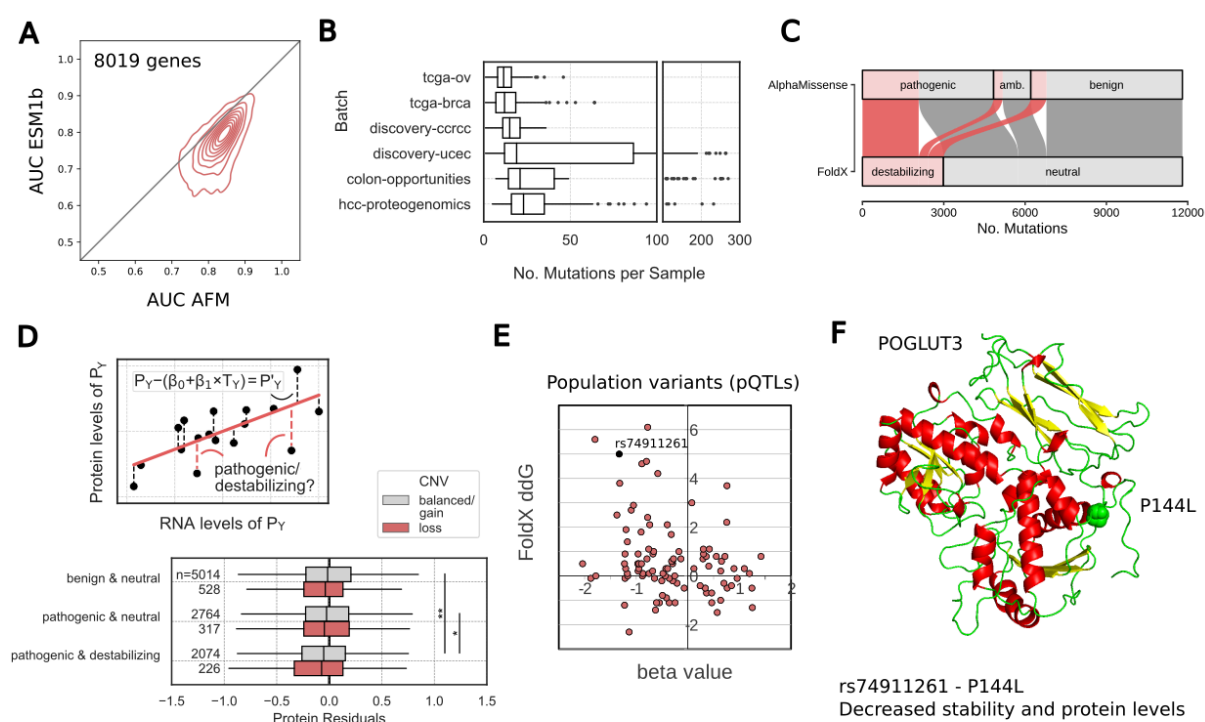 A
8019 genes
AUC ESM1b
1.0
0.9
0.8
0.7
0.6
0.5
0.5 0.6 0.7 0.8 0.9 1.0
AUC AFM
B
Batch
tcga-ov
tcga-brca
discovery-ccrcc
discovery-ucec
colon-opportunities
hcc-proteogenomics
0 50 100 200 300
No. Mutations per Sample
C
AlphaMissense
pathogenic amb. benign
FoldX
destabilizing neutral
0 3000 6000 9000 12000
No. Mutations
D
Protein levels of P_Y
P_Y−(β₀+β₁×T_Y)=P'_Y
pathogenic/
destabilizing?
RNA levels of P_Y
CNV
balanced/
gain
loss
benign & neutral
n=5014
528
pathogenic & neutral
2764
317
pathogenic & destabilizing
2074
226
**
*
−1.5 −1.0 −0.5 0.0 0.5 1.0 1.5
Protein Residuals
E
Population variants (pQTLs)
FoldX ddG
rs74911261
6
4
2
0
-2
-2 -1 0 1 2
beta value
F
POGLUT3
P144L
rs74911261 - P144L
Decreased stability and protein levels